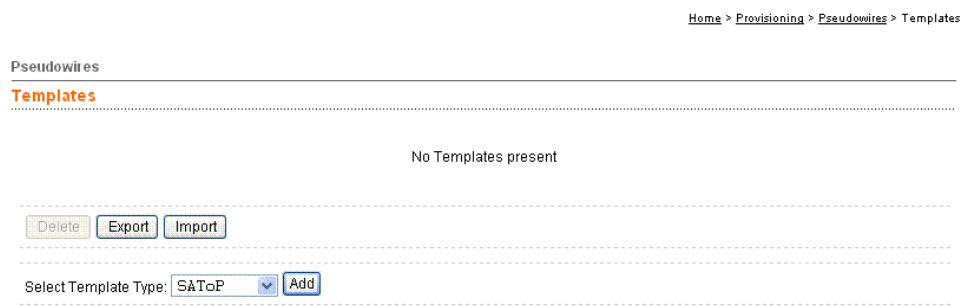 Home > Provisioning > Pseudowires > Templates
Pseudowires
Templates
No Templates present
Delete Export Import
Select Template Type: SAToP Add